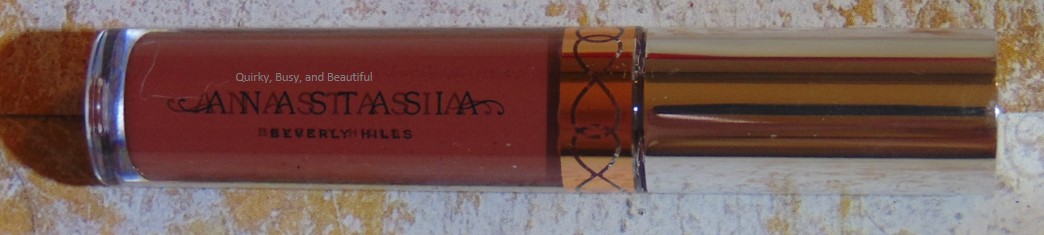 Quirky, Busy, and Beautiful
ANASTASIA
BEVERLY HILLS